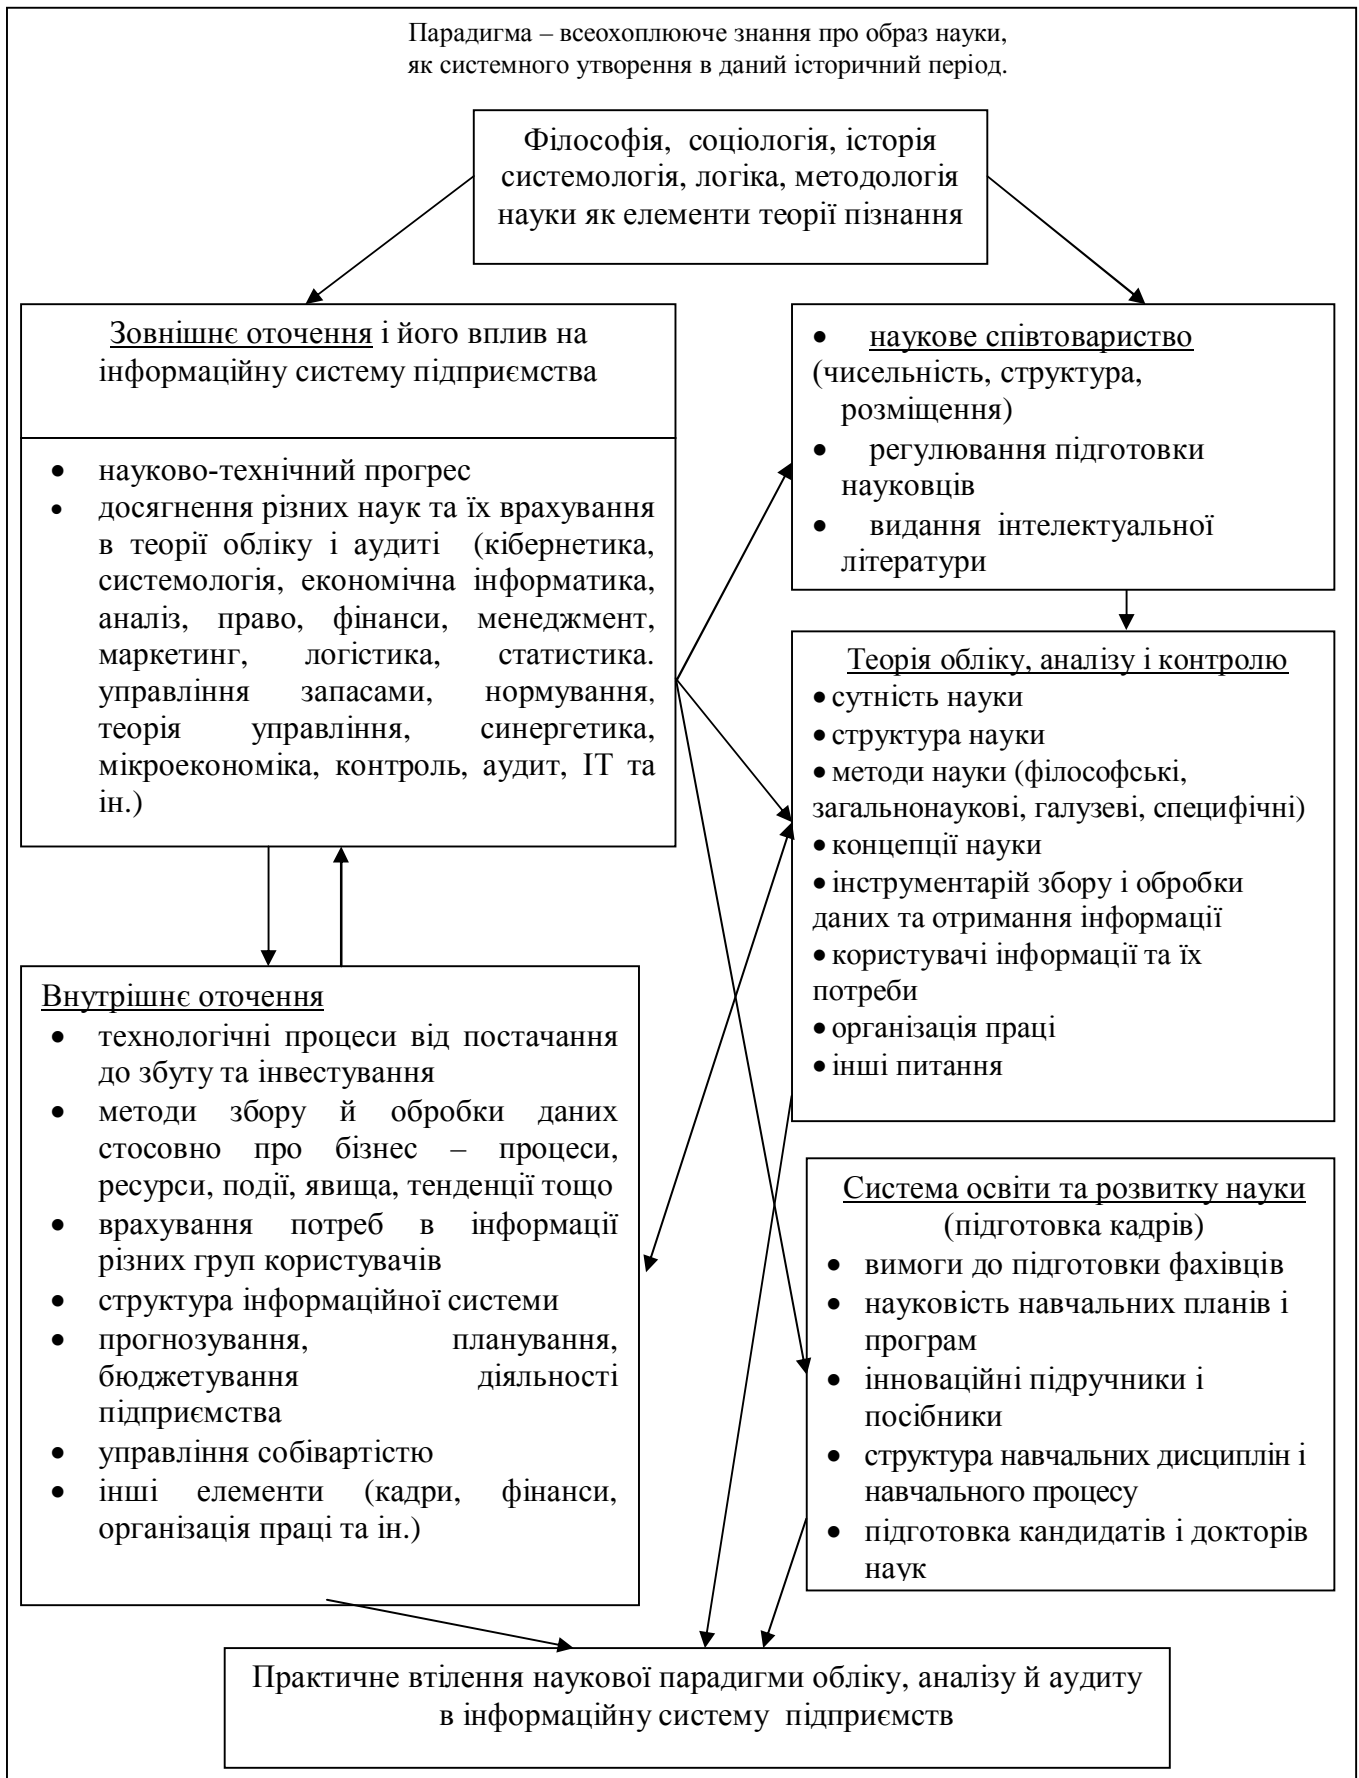 Парадигма – всеохоплююче знання про образ науки,
як системного утворення в даний історичний період.
Філософія, соціологія, історія
системологія, логіка, методологія
науки як елементи теорії пізнання
Зовнішнє оточення і його вплив на
інформаційну систему підприємства
• науково-технічний прогрес
• досягнення різних наук та їх врахування
в теорії обліку і аудиті (кібернетика,
системологія, економічна інформатика,
аналіз, право, фінанси, менеджмент,
маркетинг, логістика, статистика.
управління запасами, нормування,
теорія управління, синергетика,
мікроекономіка, контроль, аудит, ІТ та
ін.)
• наукове співтовариство
(чисельність, структура,
розміщення)
• регулювання підготовки
науковців
• видання інтелектуальної
літератури
Теорія обліку, аналізу і контролю
• сутність науки
• структура науки
• методи науки (філософські,
загальнонаукові, галузеві, специфічні)
• концепції науки
• інструментарій збору і обробки
даних та отримання інформації
• користувачі інформації та їх
потреби
• організація праці
• інші питання
Внутрішнє оточення
• технологічні процеси від постачання
до збуту та інвестування
• методи збору й обробки даних
стосовно про бізнес – процеси,
ресурси, події, явища, тенденції тощо
• врахування потреб в інформації
різних груп користувачів
• структура інформаційної системи
• прогнозування, планування,
бюджетування діяльності
підприємства
• управління собівартістю
• інші елементи (кадри, фінанси,
організація праці та ін.)
Система освіти та розвитку науки
(підготовка кадрів)
• вимоги до підготовки фахівців
• науковість навчальних планів і
програм
• інноваційні підручники і
посібники
• структура навчальних дисциплін і
навчального процесу
• підготовка кандидатів і докторів
наук
Практичне втілення наукової парадигми обліку, аналізу й аудиту
в інформаційну систему підприємств